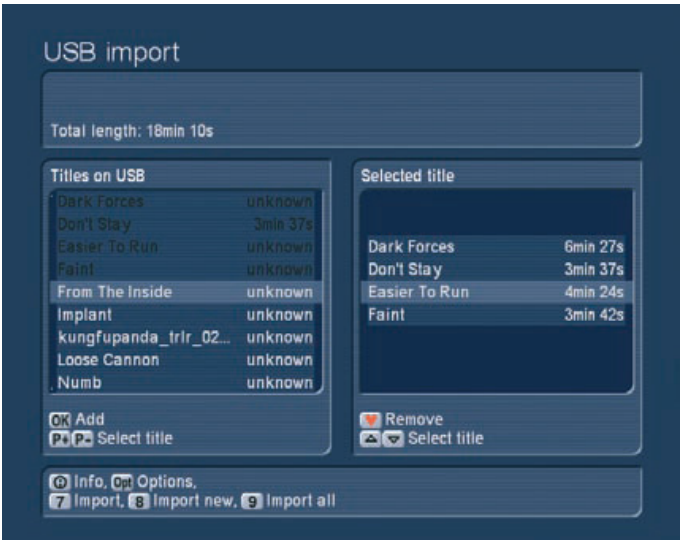 USB import
Total length: 18min 10s
Titles on USB
Dark Forces unknown
Don't Stay 3min 37s
Easier To Run unknown
Faint unknown
From The Inside unknown
Implant unknown
kungfupanda_trlr_02... unknown
Loose Cannon unknown
Numb unknown
OK Add
P+ P- Select title
Selected title
Dark Forces 6min 27s
Don't Stay 3min 37s
Easier To Run 4min 24s
Faint 3min 42s
Remove
Select title
Info, Opt Options,
7 Import, 8 Import new, 9 Import all